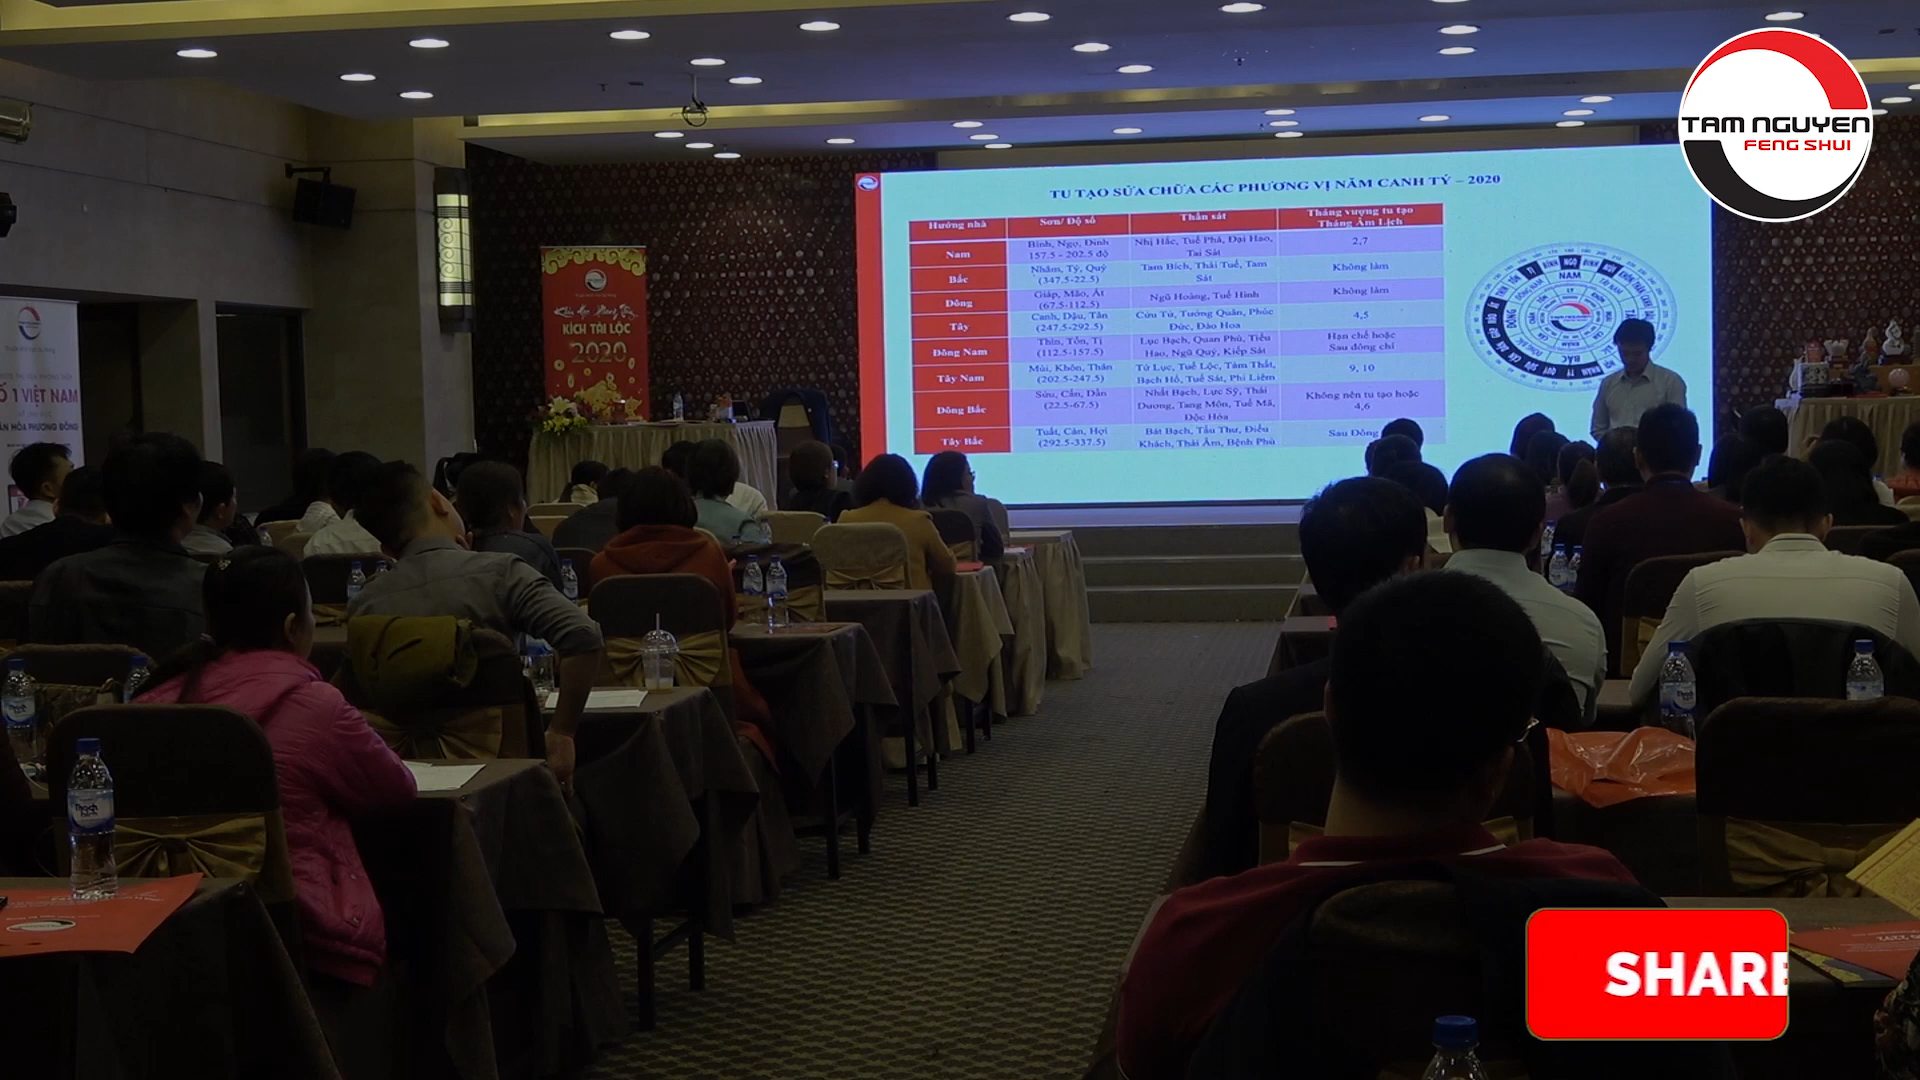 TAM NGUYEN
FENG SHUI
TU TẠO SỬA CHỮA CÁC PHƯƠNG VỊ NĂM CANH TÝ – 2020
Hướng nhà
Sơn/ Độ số
Thần sát
Tháng vượng tu tạo
Tháng Âm Lịch
Nam
Bính, Ngọ, Đinh
157.5 - 202.5 độ
Nhị Hắc, Tuế Phá, Đại Hao,
Tai Sát
2,7
Bắc
Nhâm, Tý, Quý
(347.5-22.5)
Tam Bích, Thái Tuế, Tam
Sát
Không làm
Đông
Giáp, Mão, Ất
(67.5-112.5)
Ngũ Hoàng, Tuế Hình
Không làm
Tây
Canh, Dậu, Tân
(247.5-292.5)
Cửu Tử, Tướng Quân, Phúc
Đức, Đào Hoa
4,5
Đông Nam
Thìn, Tốn, Tị
(112.5-157.5)
Lục Bạch, Quan Phù, Tiểu
Hao, Ngũ Quỷ, Kiếp Sát
Hạn chế hoặc
Sau đông chí
Tây Nam
Mùi, Khôn, Thân
(202.5-247.5)
Tứ Lục, Tuế Lộc, Tàm Thất,
Bạch Hổ, Tuế Sát, Phi Liêm
9, 10
Đông Bắc
Sửu, Cấn, Dần
(22.5-67.5)
Nhất Bạch, Lực Sỹ, Thái
Dương, Tang Môn, Tuế Mã,
Độc Hỏa
Không nên tu tạo hoặc
4,6
Tây Bắc
Tuất, Càn, Hợi
(292.5-337.5)
Bát Bạch, Tấu Thư, Điếu
Khách, Thái Âm, Bệnh Phù
Sau Đông
NAM
BẮC
ĐÔNG
KÍCH TÀI LỘC
2020
Ố 1 VIỆT NAM
ĂN HÓA PHƯƠNG ĐÔNG
Thạch Bích
SHARE